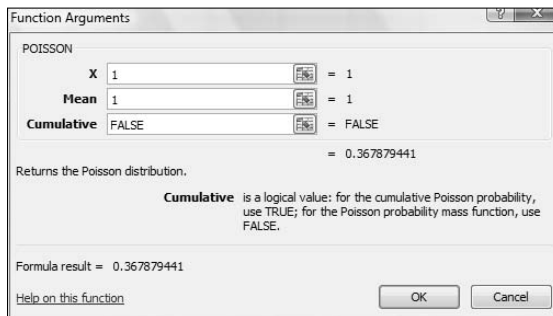 Function Arguments
?
X
POISSON
X 1 = 1
Mean 1 = 1
Cumulative FALSE = FALSE
= 0.367879441
Returns the Poisson distribution.
Cumulative is a logical value: for the cumulative Poisson probability,
use TRUE; for the Poisson probability mass function, use
FALSE.
Formula result = 0.367879441
Help on this function
OK
Cancel